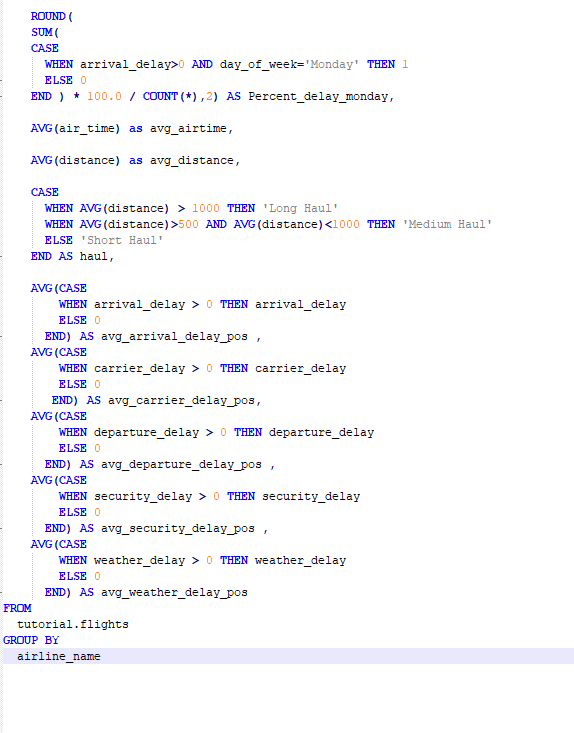 ROUND(
SUM(
CASE
WHEN arrival_delay>0 AND day_of_week='Monday' THEN 1
ELSE 0
END ) * 100.0 / COUNT(*),2) AS Percent_delay_monday,
AVG(air_time) as avg_airtime,
AVG(distance) as avg_distance,
CASE
WHEN AVG(distance) > 1000 THEN 'Long Haul'
WHEN AVG(distance)>500 AND AVG(distance)<1000 THEN 'Medium Haul'
ELSE 'Short Haul'
END AS haul,
AVG(CASE
WHEN arrival_delay > 0 THEN arrival_delay
ELSE 0
END) AS avg_arrival_delay_pos ,
AVG(CASE
WHEN carrier_delay > 0 THEN carrier_delay
ELSE 0
END) AS avg_carrier_delay_pos,
AVG(CASE
WHEN departure_delay > 0 THEN departure_delay
ELSE 0
END) AS avg_departure_delay_pos ,
AVG(CASE
WHEN security_delay > 0 THEN security_delay
ELSE 0
END) AS avg_security_delay_pos ,
AVG(CASE
WHEN weather_delay > 0 THEN weather_delay
ELSE 0
END) AS avg_weather_delay_pos
FROM
tutorial.flights
GROUP BY
airline_name